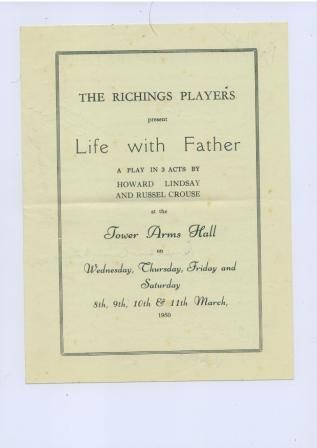 THE RICHINGS PLAYERS
present
Life with Father
A PLAY IN 3 ACTS BY
HOWARD LINDSAY
AND RUSSEL CROUSE
at the
Tower Arms Hall
on
Wednesday, Thursday, Friday and
Saturday
8th, 9th, 10th & 11th March,
1950